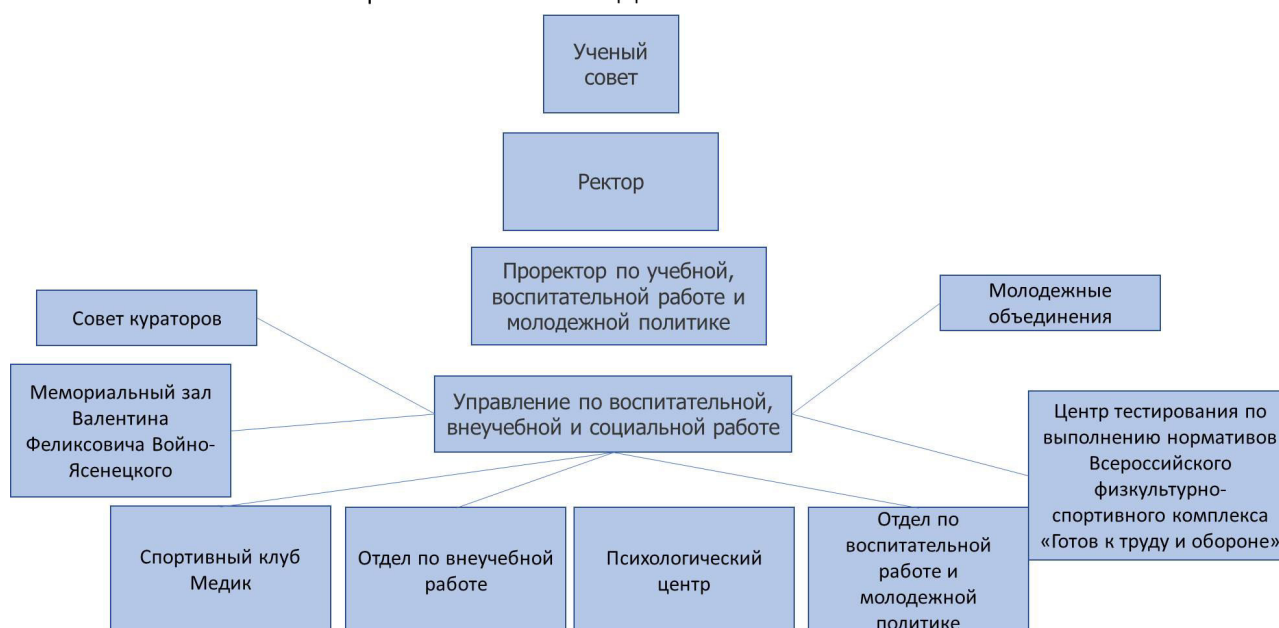 Ученый
совет
Ректор
Проректор по учебной,
воспитательной работе и
молодежной политике
Совет кураторов
Молодежные
объединения
Мемориальный зал
Валентина
Феликсовича Войно-
Ясенецкого
Управление по воспитательной,
внеучебной и социальной работе
Центр тестирования по
выполнению нормативов
Всероссийского
физкультурно-
спортивного комплекса
«Готов к труду и обороне»
Спортивный клуб
Медик
Отдел по внеучебной
работе
Психологический
центр
Отдел по
воспитательной
работе и
молодежной
политике